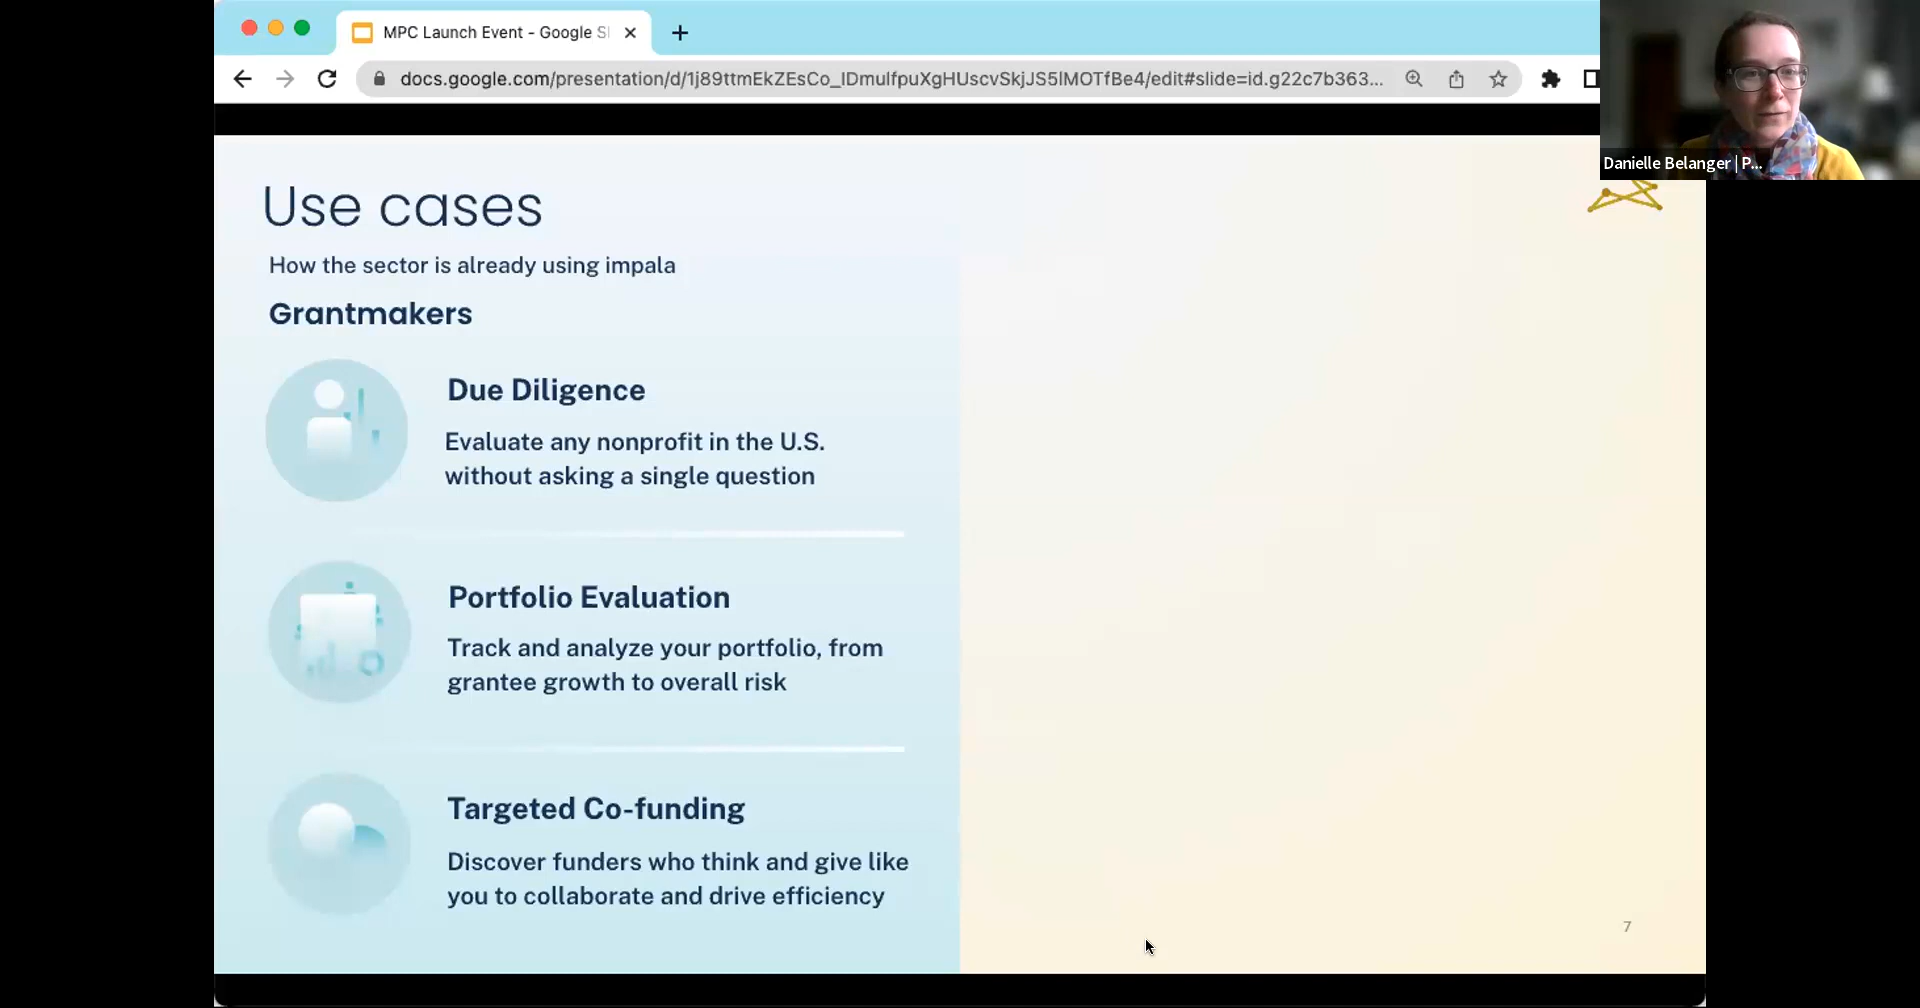 MPC Launch Event - Google Sl
docs.google.com/presentation/d/1j89ttmEkZEsCo_IDmulfpuXgHUscvSkjJS5lMOTfBe4/edit#slide=id.g22c7b363...
Danielle Belanger | P...
Use cases
How the sector is already using impala
Grantmakers
Due Diligence
Evaluate any nonprofit in the U.S.
without asking a single question
Portfolio Evaluation
Track and analyze your portfolio, from
grantee growth to overall risk
Targeted Co-funding
Discover funders who think and give like
you to collaborate and drive efficiency
7